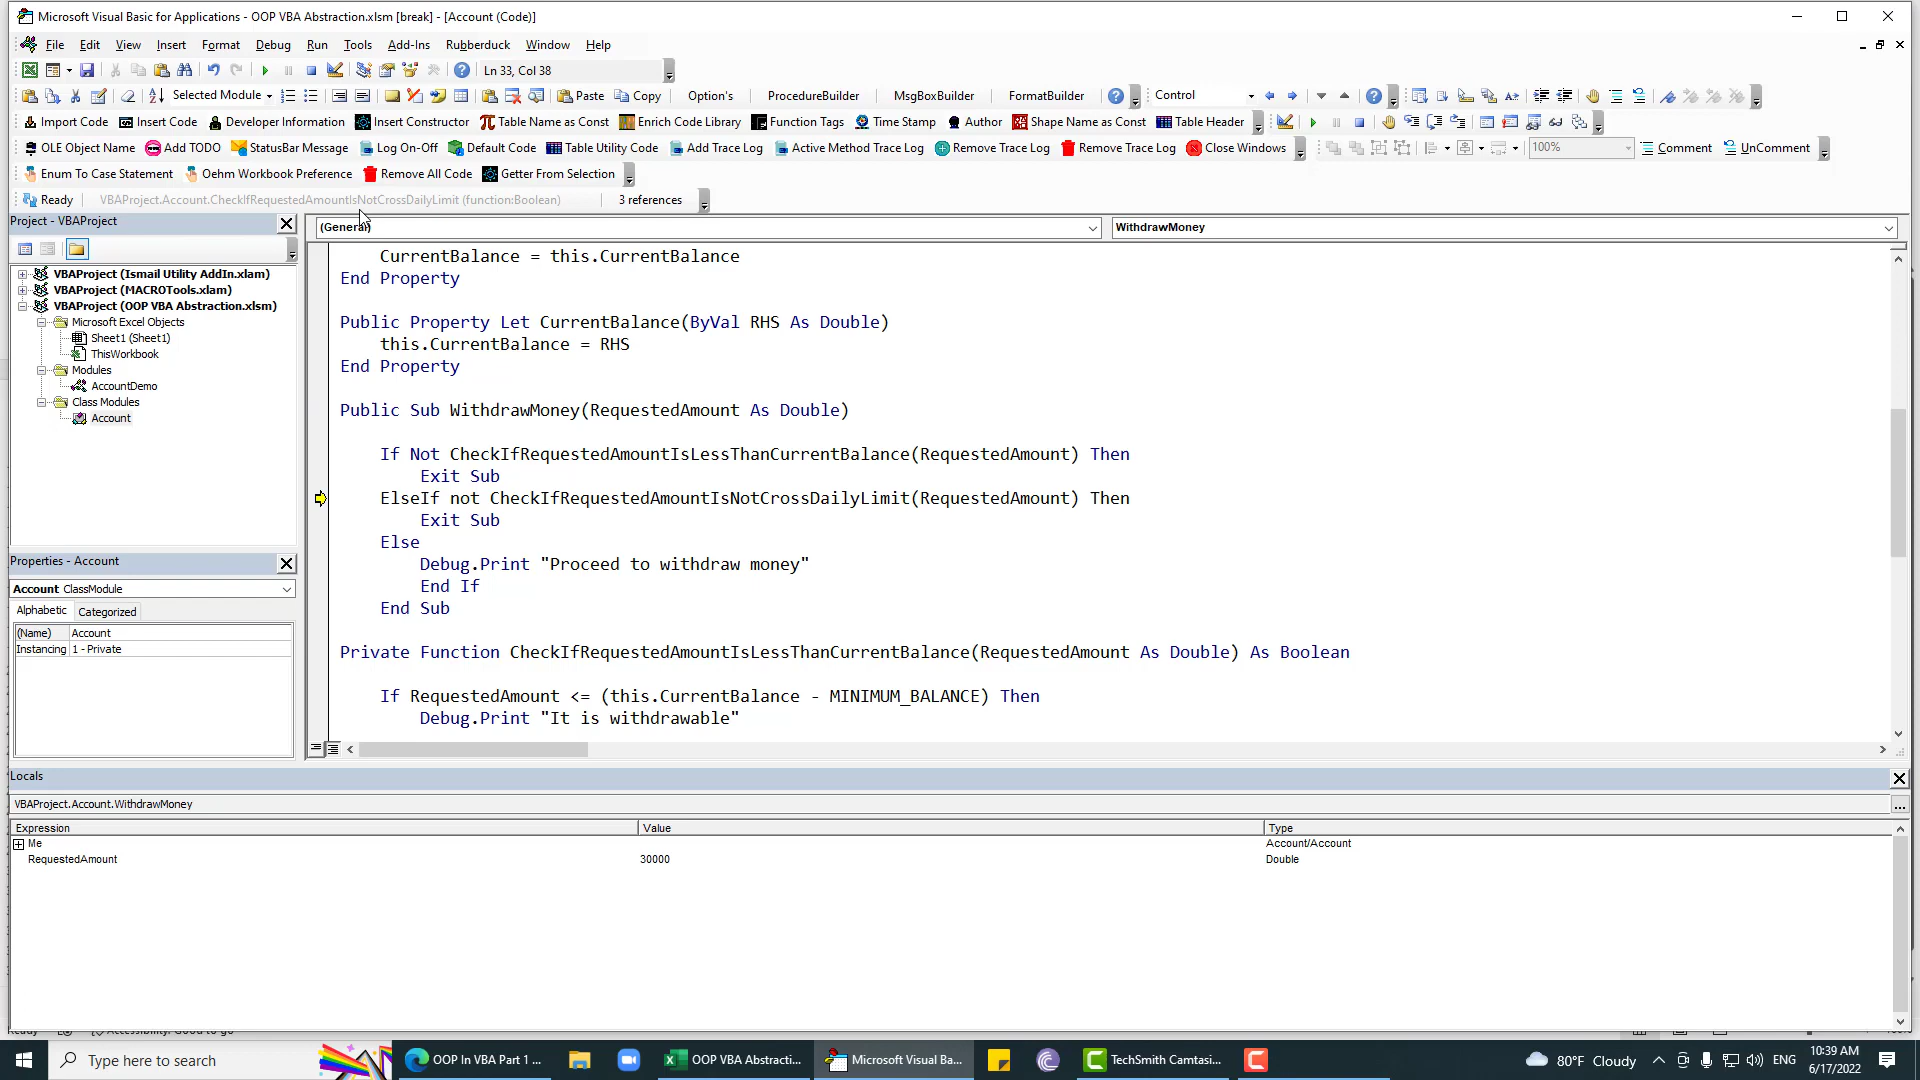 Microsoft Visual Basic for Applications - OOP VBA Abstraction.xlsm [break] - [Account (Code)]
File Edit View Insert Format Debug Run Tools Add-Ins Rubberduck Window Help
Ln 33, Col 38
Selected Module Paste Copy Option's ProcedureBuilder MsgBoxBuilder FormatBuilder Control
Import Code Insert Code Developer Information Insert Constructor Table Name as Const Enrich Code Library Function Tags Time Stamp Author Shape Name as Const Table Header
OLE Object Name Add TODO StatusBar Message Log On-Off Default Code Table Utility Code Add Trace Log Active Method Trace Log Remove Trace Log Remove Trace Log Close Windows 100% Comment UnComment
Enum To Case Statement Oehm Workbook Preference Remove All Code Getter From Selection
Ready VBAProject.Account.CheckIfRequestedAmountIsNotCrossDailyLimit (function:Boolean) 3 references
Project - VBAProject
(General) WithdrawMoney
VBAProject (Ismail Utility AddIn.xlam)
VBAProject (MACROTools.xlam)
VBAProject (OOP VBA Abstraction.xlsm)
Microsoft Excel Objects
Sheet1 (Sheet1)
ThisWorkbook
Modules
AccountDemo
Class Modules
Account
Properties - Account
Account ClassModule
Alphabetic Categorized
(Name) Account
Instancing 1 - Private
CurrentBalance = this.CurrentBalance
End Property
Public Property Let CurrentBalance(ByVal RHS As Double)
this.CurrentBalance = RHS
End Property
Public Sub WithdrawMoney(RequestedAmount As Double)
If Not CheckIfRequestedAmountIsLessThanCurrentBalance(RequestedAmount) Then
Exit Sub
ElseIf not CheckIfRequestedAmountIsNotCrossDailyLimit(RequestedAmount) Then
Exit Sub
Else
Debug.Print "Proceed to withdraw money"
End If
End Sub
Private Function CheckIfRequestedAmountIsLessThanCurrentBalance(RequestedAmount As Double) As Boolean
If RequestedAmount <= (this.CurrentBalance - MINIMUM_BALANCE) Then
Debug.Print "It is withdrawable"
Locals
VBAProject.Account.WithdrawMoney
Expression Value Type
Me Account/Account
RequestedAmount 30000 Double
Type here to search
OOP In VBA Part 1 ...
OOP VBA Abstracti...
Microsoft Visual Ba...
TechSmith Camtasi...
80°F Cloudy
ENG
10:39 AM
6/17/2022